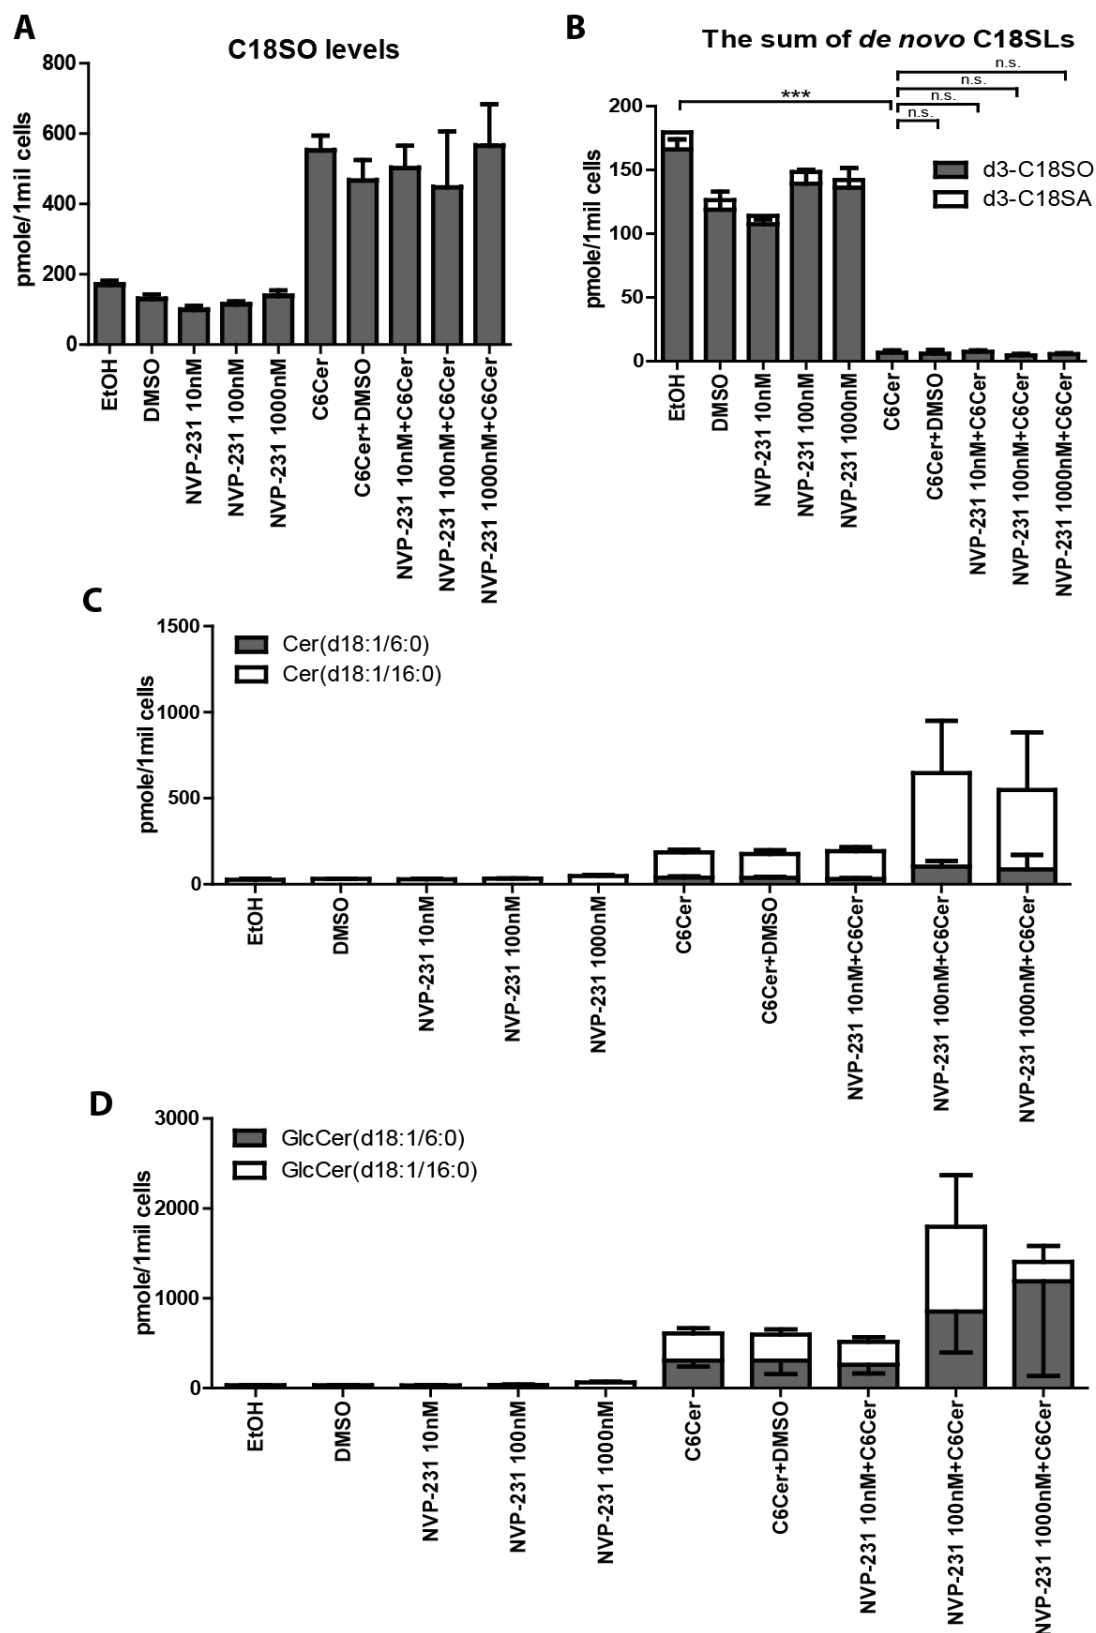 A
C18SO levels
pmole/1mil cells
800
600
400
200
0
EtOH
DMSO
NVP-231 10nM
NVP-231 100nM
NVP-231 1000nM
C6Cer
C6Cer+DMSO
NVP-231 10nM+C6Cer
NVP-231 100nM+C6Cer
NVP-231 1000nM+C6Cer
B
The sum of de novo C18SLs
n.s.
n.s.
n.s.
n.s.
***
pmole/1mil cells
200
150
100
50
0
d3-C18SO
d3-C18SA
EtOH
DMSO
NVP-231 10nM
NVP-231 100nM
NVP-231 1000nM
C6Cer
C6Cer+DMSO
NVP-231 10nM+C6Cer
NVP-231 100nM+C6Cer
NVP-231 1000nM+C6Cer
C
pmole/1mil cells
1500
1000
500
0
Cer(d18:1/6:0)
Cer(d18:1/16:0)
EtOH
DMSO
NVP-231 10nM
NVP-231 100nM
NVP-231 1000nM
C6Cer
C6Cer+DMSO
NVP-231 10nM+C6Cer
NVP-231 100nM+C6Cer
NVP-231 1000nM+C6Cer
D
pmole/1mil cells
3000
2000
1000
0
GlcCer(d18:1/6:0)
GlcCer(d18:1/16:0)
EtOH
DMSO
NVP-231 10nM
NVP-231 100nM
NVP-231 1000nM
C6Cer
C6Cer+DMSO
NVP-231 10nM+C6Cer
NVP-231 100nM+C6Cer
NVP-231 1000nM+C6Cer